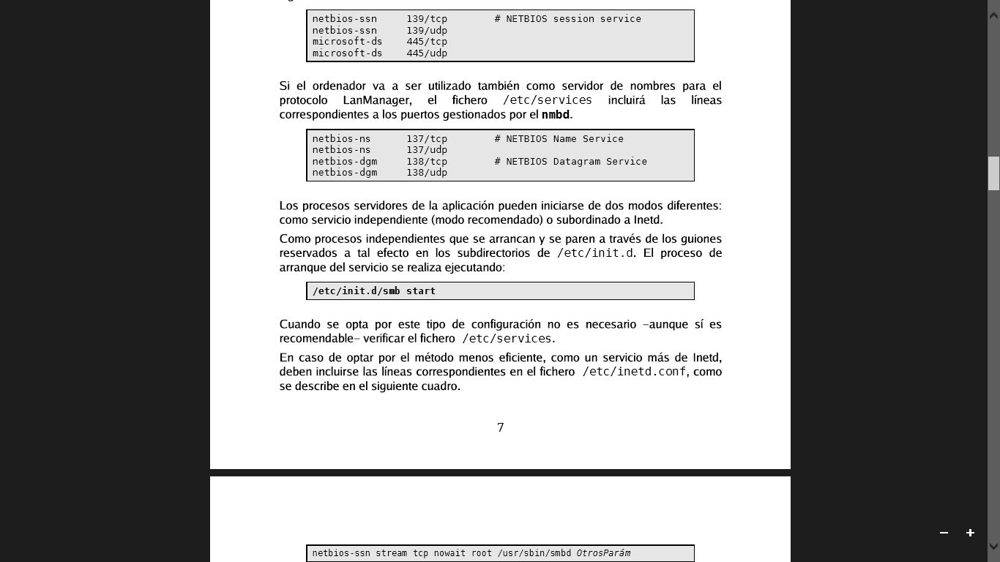 netbios-ssn     139/tcp        # NETBIOS session service
netbios-ssn     139/udp
microsoft-ds    445/tcp
microsoft-ds    445/udp
Si el ordenador va a ser utilizado también como servidor de nombres para el
protocolo LanManager, el fichero /etc/services incluirá las líneas
correspondientes a los puertos gestionados por el nmbd.
netbios-ns      137/tcp        # NETBIOS Name Service
netbios-ns      137/udp
netbios-dgm     138/tcp        # NETBIOS Datagram Service
netbios-dgm     138/udp
Los procesos servidores de la aplicación pueden iniciarse de dos modos diferentes:
como servicio independiente (modo recomendado) o subordinado a Inetd.
Como procesos independientes que se arrancan y se paren a través de los guiones
reservados a tal efecto en los subdirectorios de /etc/init.d. El proceso de
arranque del servicio se realiza ejecutando:
/etc/init.d/smb start
Cuando se opta por este tipo de configuración no es necesario –aunque sí es
recomendable– verificar el fichero /etc/services.
En caso de optar por el método menos eficiente, como un servicio más de Inetd,
deben incluirse las líneas correspondientes en el fichero /etc/inetd.conf, como
se describe en el siguiente cuadro.
7
netbios-ssn stream tcp nowait root /usr/sbin/smbd OtrosParám